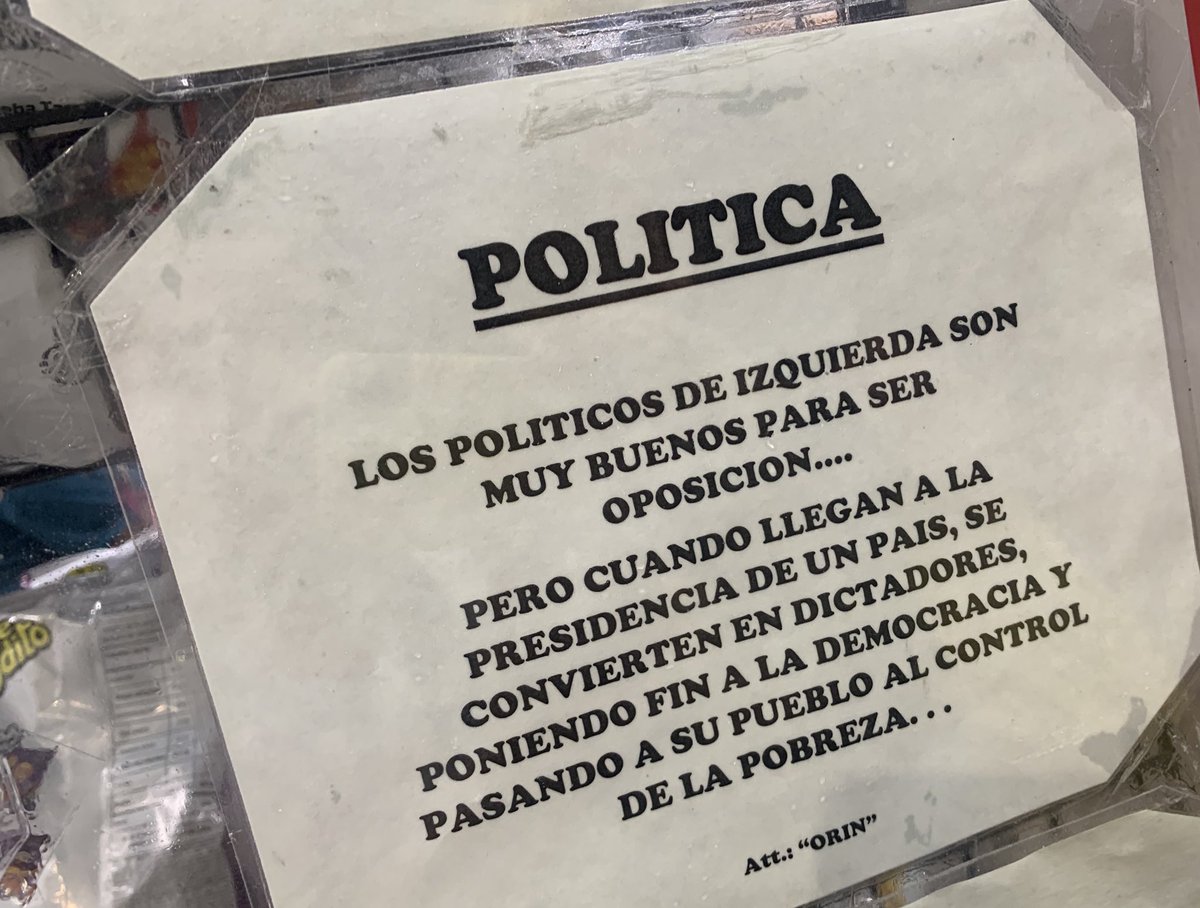 POLITICA
LOS POLITICOS DE IZQUIERDA SON
MUY BUENOS PARA SER
OPOSICION....
PERO CUANDO LLEGAN A LA
PRESIDENCIA DE UN PAIS, SE
CONVIERTEN EN DICTADORES,
PONIENDO FIN A LA DEMOCRACIA Y
PASANDO A SU PUEBLO AL CONTROL
DE LA POBREZA...
Att.: “ORIN”